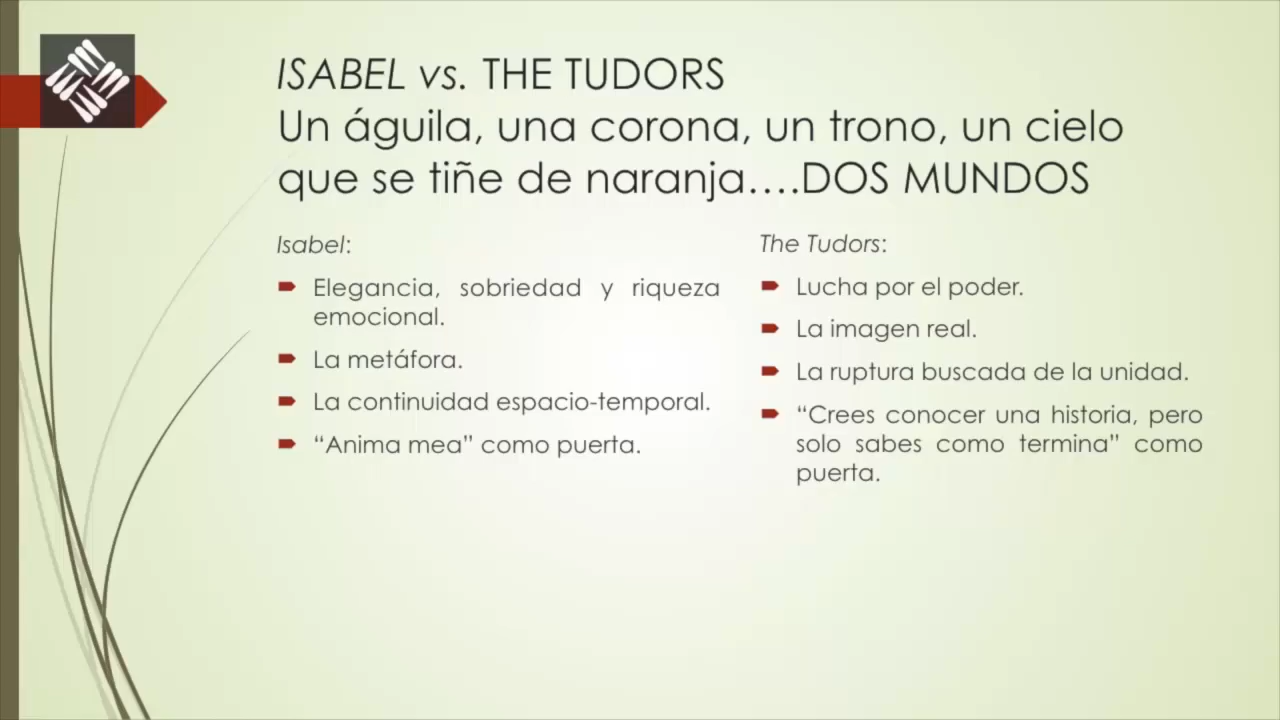 ISABEL vs. THE TUDORS
Un águila, una corona, un trono, un cielo
que se tiñe de naranja….DOS MUNDOS
Isabel:
Elegancia, sobriedad y riqueza
emocional.
La metáfora.
La continuidad espacio-temporal.
“Anima mea” como puerta.
The Tudors:
Lucha por el poder.
La imagen real.
La ruptura buscada de la unidad.
“Crees conocer una historia, pero
solo sabes como termina” como
puerta.